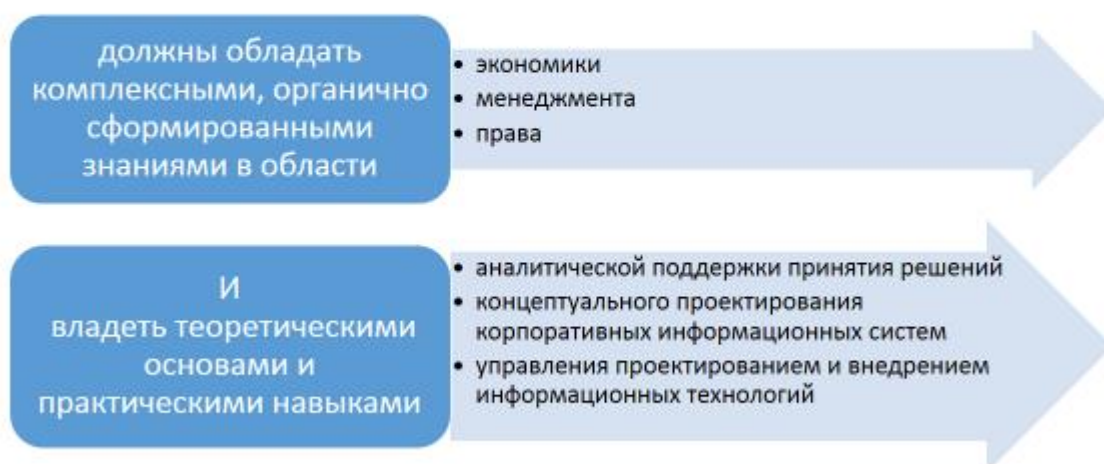 должны обладать
комплексными, органично
сформированными
знаниями в области
• экономики
• менеджмента
• права
И
владеть теоретическими
основами и
практическими навыками
• аналитической поддержки принятия решений
• концептуального проектирования
корпоративных информационных систем
• управления проектированием и внедрением
информационных технологий